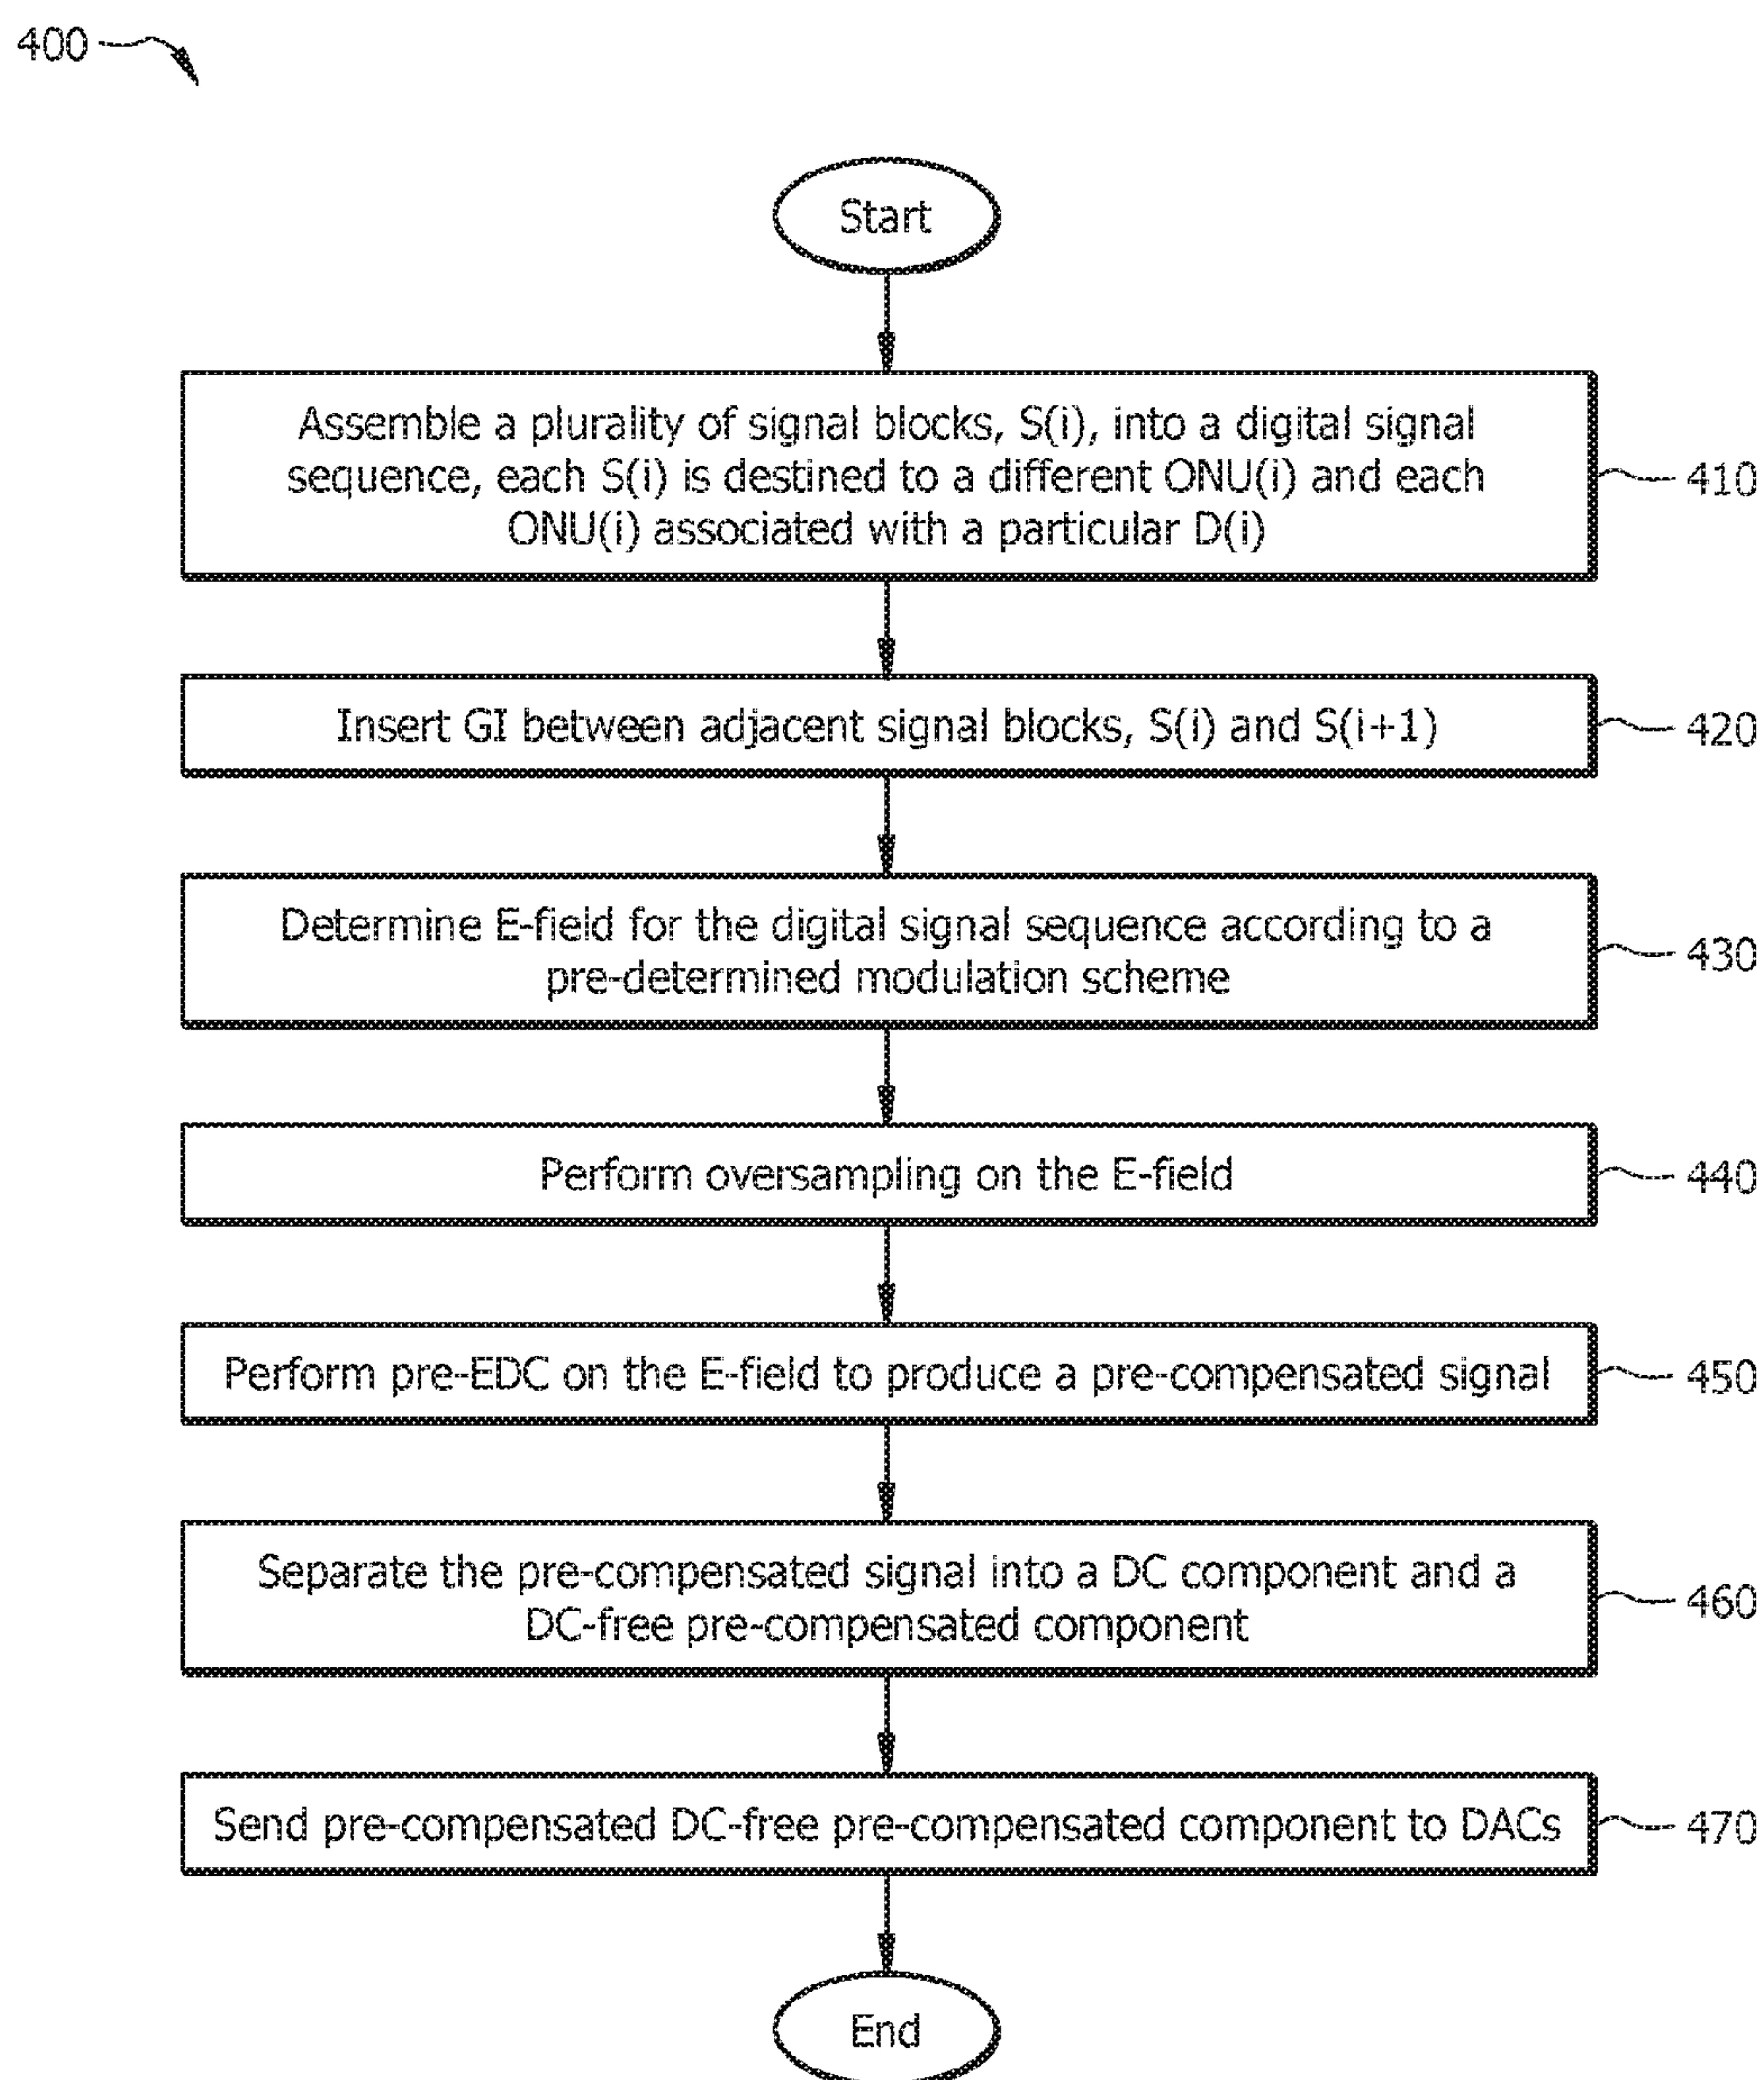 400
Start
Assemble a plurality of signal blocks, S(i), into a digital signal
sequence, each S(i) is destined to a different ONU(i) and each
ONU(i) associated with a particular D(i)
410
Insert GI between adjacent signal blocks, S(i) and S(i+1)
420
Determine E-field for the digital signal sequence according to a
pre-determined modulation scheme
430
Perform oversampling on the E-field
440
Perform pre-EDC on the E-field to produce a pre-compensated signal
450
Separate the pre-compensated signal into a DC component and a
DC-free pre-compensated component
460
Send pre-compensated DC-free pre-compensated component to DACs
470
End